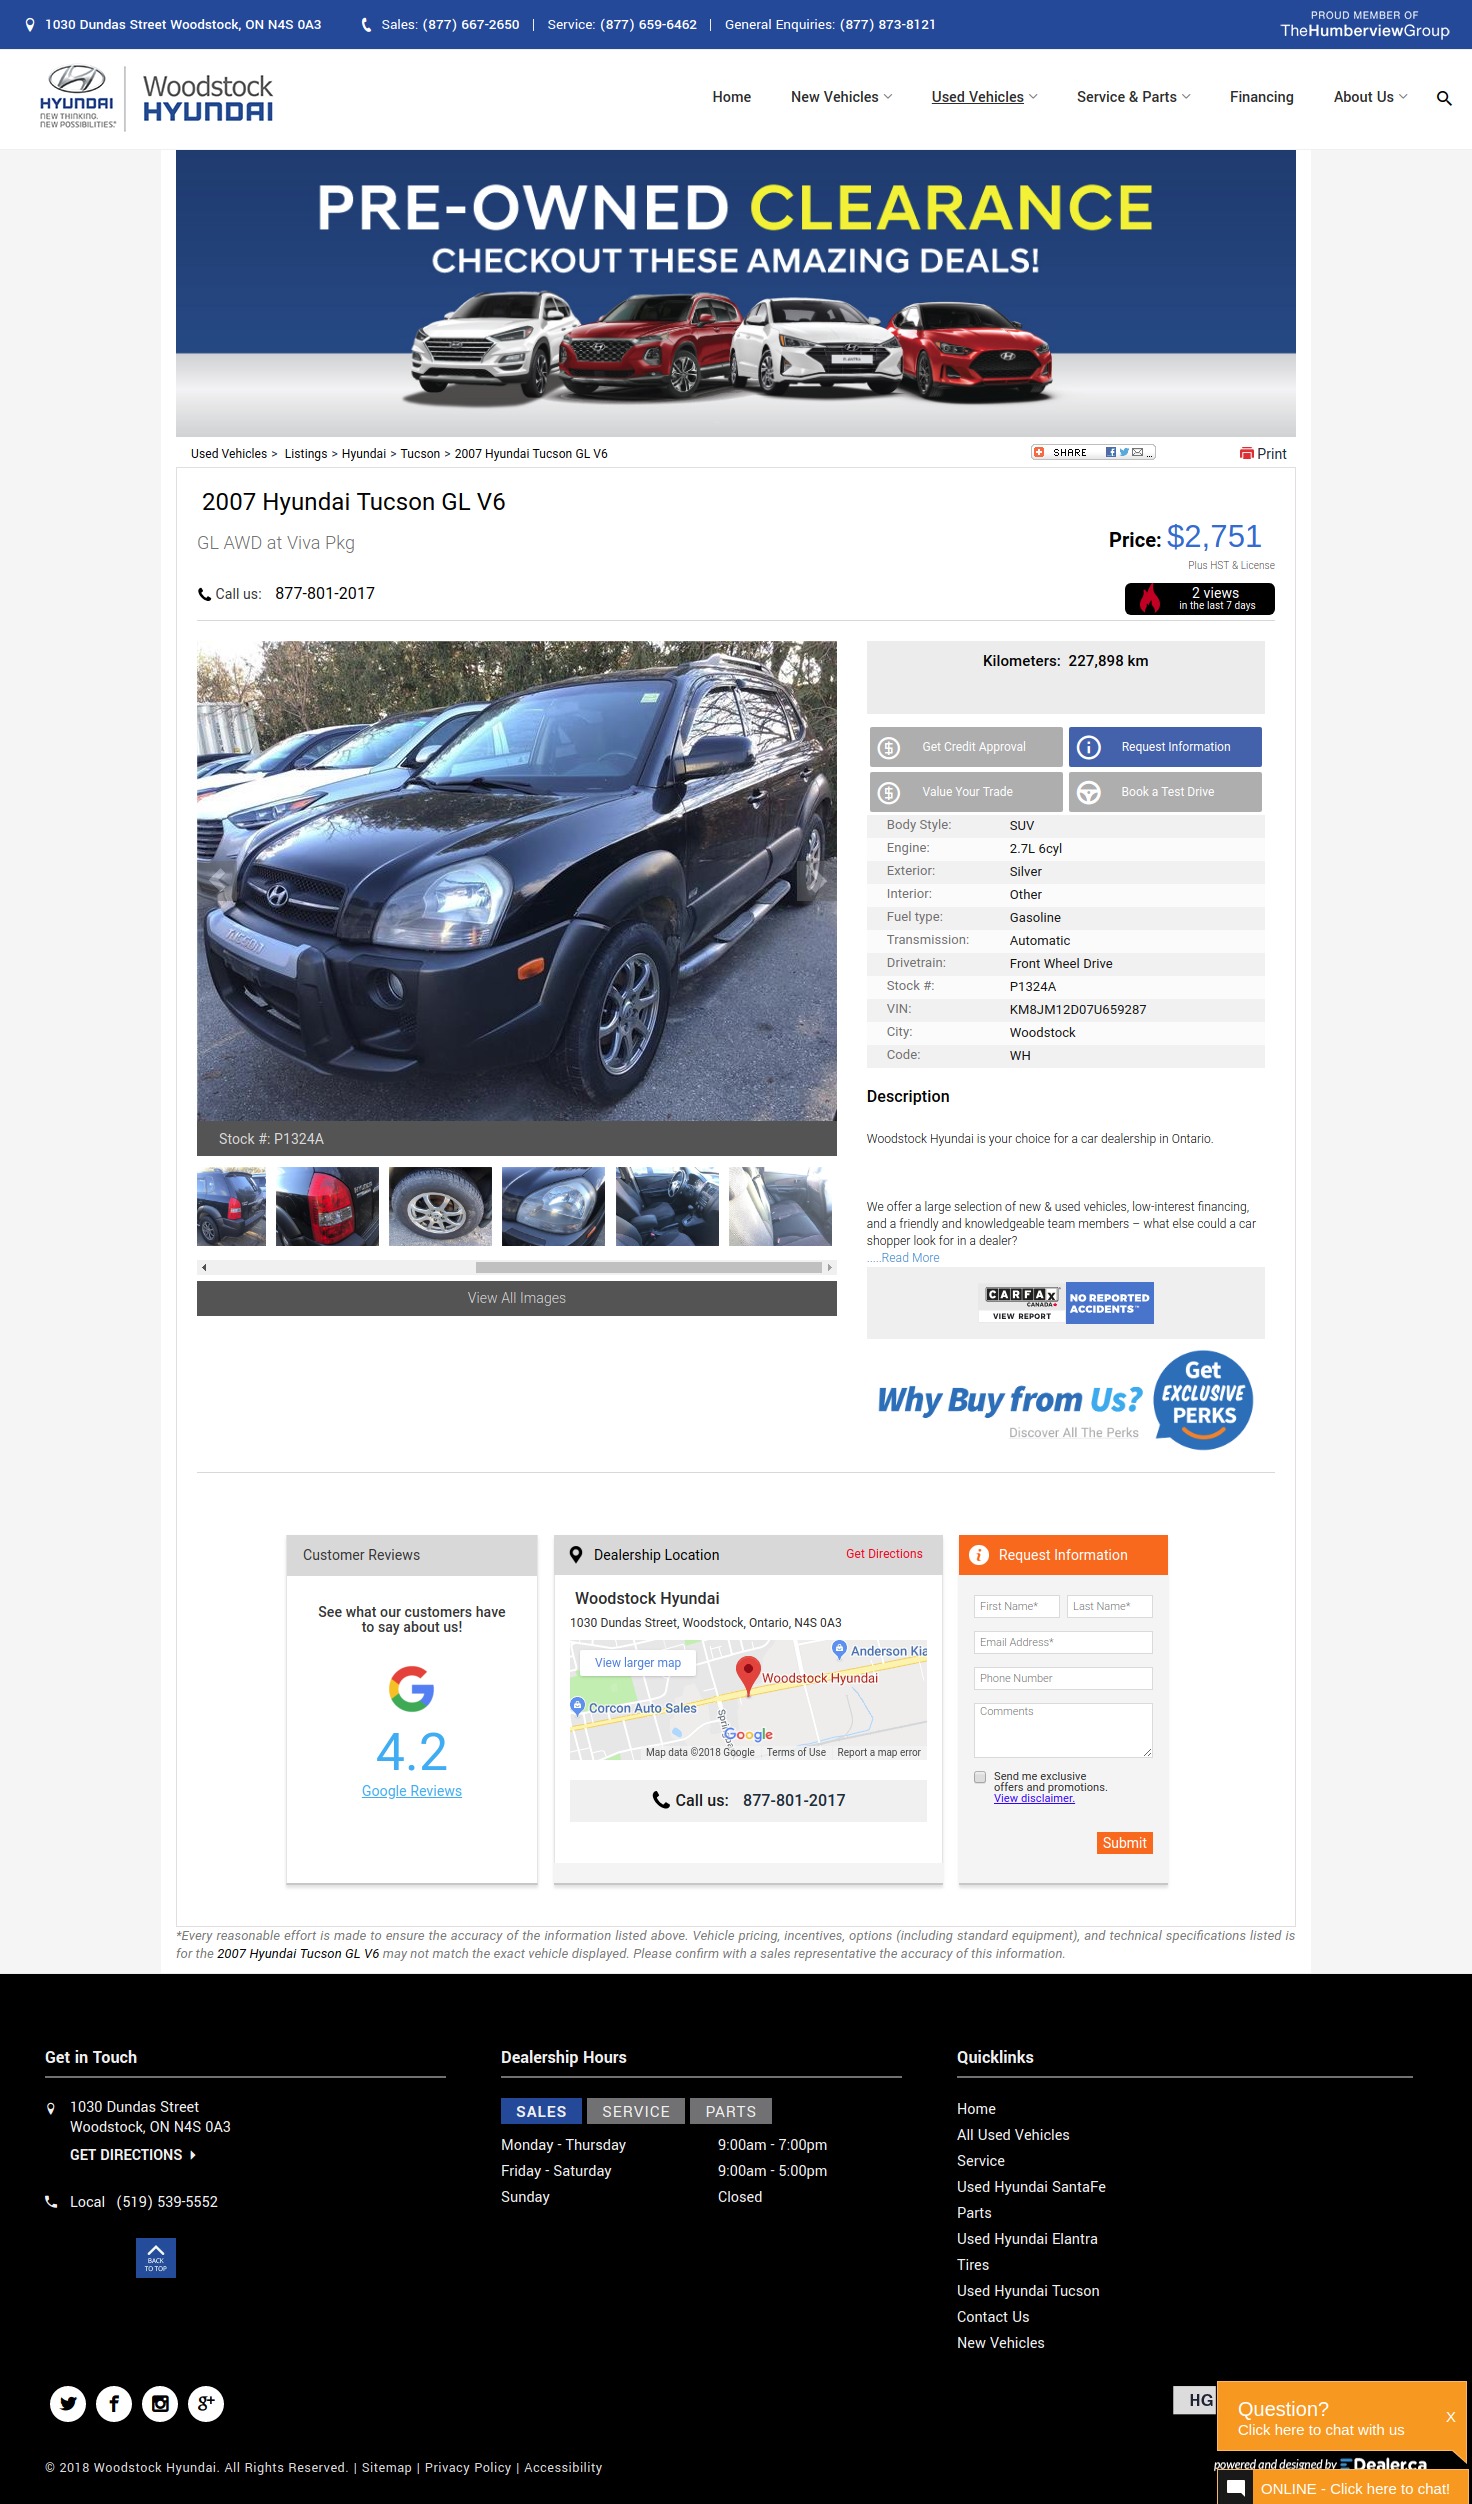 1030 Dundas Street Woodstock, ON N4S 0A3
Sales: (877) 667-2650 | Service: (877) 659-6462 | General Enquiries: (877) 873-8121
PROUD MEMBER OF
TheHumberviewGroup
HYUNDAI
NEW THINKING.
NEW POSSIBILITIES.
Woodstock
HYUNDAI
Home
New Vehicles
Used Vehicles
Service & Parts
Financing
About Us
PRE-OWNED CLEARANCE
CHECKOUT THESE AMAZING DEALS!
ELANTRA
Used Vehicles > Listings > Hyundai > Tucson > 2007 Hyundai Tucson GL V6
SHARE
...
Print
2007 Hyundai Tucson GL V6
GL AWD at Viva Pkg
Price: $2,751
Plus HST & License
Call us: 877-801-2017
2 views
in the last 7 days
TUCSON
Stock #: P1324A
View All Images
Kilometers: 227,898 km
Get Credit Approval
Request Information
Value Your Trade
Book a Test Drive
Body Style: SUV
Engine: 2.7L 6cyl
Exterior: Silver
Interior: Other
Fuel type: Gasoline
Transmission: Automatic
Drivetrain: Front Wheel Drive
Stock #: P1324A
VIN: KM8JM12D07U659287
City: Woodstock
Code: WH
Description
Woodstock Hyundai is your choice for a car dealership in Ontario.
We offer a large selection of new & used vehicles, low-interest financing,
and a friendly and knowledgeable team members – what else could a car
shopper look for in a dealer?
.....Read More
CARFAX
CANADA
VIEW REPORT
NO REPORTED
ACCIDENTS™
Why Buy from Us?
Discover All The Perks
Get
EXCLUSIVE
PERKS
Customer Reviews
See what our customers have
to say about us!
4.2
Google Reviews
Dealership Location
Get Directions
Woodstock Hyundai
1030 Dundas Street, Woodstock, Ontario, N4S 0A3
View larger map
Anderson Kia
Woodstock Hyundai
Corcon Auto Sales
Google
Map data ©2018 Google
Terms of Use
Report a map error
Call us: 877-801-2017
Request Information
First Name*
Last Name*
Email Address*
Phone Number
Comments
Send me exclusive
offers and promotions.
View disclaimer.
Submit
*Every reasonable effort is made to ensure the accuracy of the information listed above. Vehicle pricing, incentives, options (including standard equipment), and technical specifications listed is
for the 2007 Hyundai Tucson GL V6 may not match the exact vehicle displayed. Please confirm with a sales representative the accuracy of this information.
Get in Touch
1030 Dundas Street
Woodstock, ON N4S 0A3
GET DIRECTIONS
Local (519) 539-5552
BACK
TO TOP
Dealership Hours
SALES
SERVICE
PARTS
Monday - Thursday 9:00am - 7:00pm
Friday - Saturday 9:00am - 5:00pm
Sunday Closed
Quicklinks
Home
All Used Vehicles
Service
Used Hyundai SantaFe
Parts
Used Hyundai Elantra
Tires
Used Hyundai Tucson
Contact Us
New Vehicles
HG
Question?
Click here to chat with us
X
© 2018 Woodstock Hyundai. All Rights Reserved. | Sitemap | Privacy Policy | Accessibility
powered and designed by EDealer.ca
ONLINE - Click here to chat!